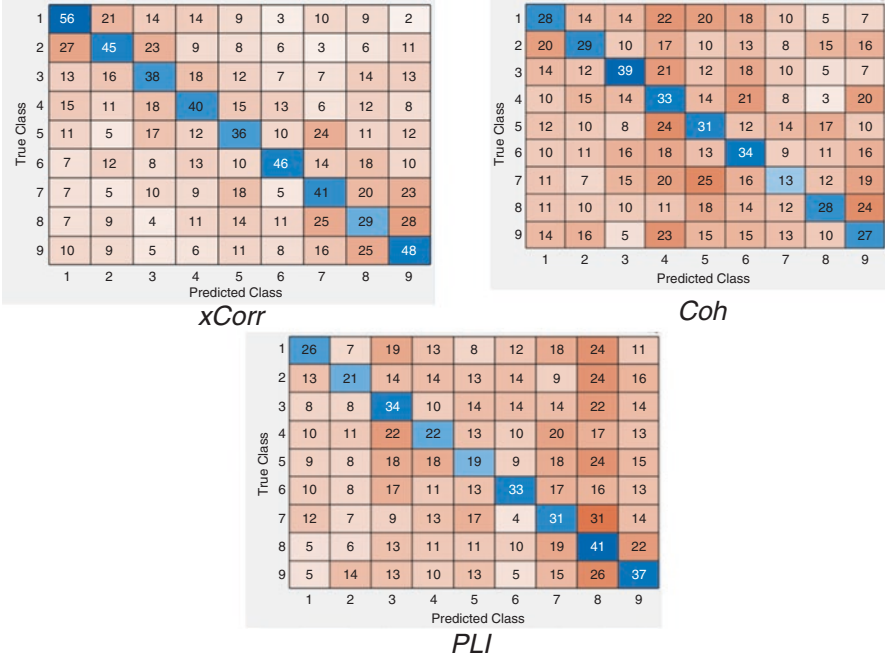 1 56 21 14 14 9 3 10 9 2
2 27 45 23 9 8 6 3 6 11
3 13 16 38 18 12 7 7 14 13
4 15 11 18 40 15 13 6 12 8
5 11 5 17 12 36 10 24 11 12
6 7 12 8 13 10 46 14 18 10
7 7 5 10 9 18 5 41 20 23
8 7 9 4 11 14 11 25 29 28
9 10 9 5 6 11 8 16 25 48
True Class
1 2 3 4 5 6 7 8 9
Predicted Class
xCorr
1 28 14 14 22 20 18 10 5 7
2 20 29 10 17 10 13 8 15 16
3 14 12 39 21 12 18 10 5 7
4 10 15 14 33 14 21 8 3 20
5 12 10 8 24 31 12 14 17 10
6 10 11 16 18 13 34 9 11 16
7 11 7 15 20 25 16 13 12 19
8 11 10 10 11 18 14 12 28 24
9 14 16 5 23 15 15 13 10 27
True Class
1 2 3 4 5 6 7 8 9
Predicted Class
Coh
1 26 7 19 13 8 12 18 24 11
2 13 21 14 14 13 14 9 24 16
3 8 8 34 10 14 14 14 22 14
4 10 11 22 22 13 10 20 17 13
5 9 8 18 18 19 9 18 24 15
6 10 8 17 11 13 33 17 16 13
7 12 7 9 13 17 4 31 31 14
8 5 6 13 11 11 10 19 41 22
9 5 14 13 10 13 5 15 26 37
True Class
1 2 3 4 5 6 7 8 9
Predicted Class
PLI